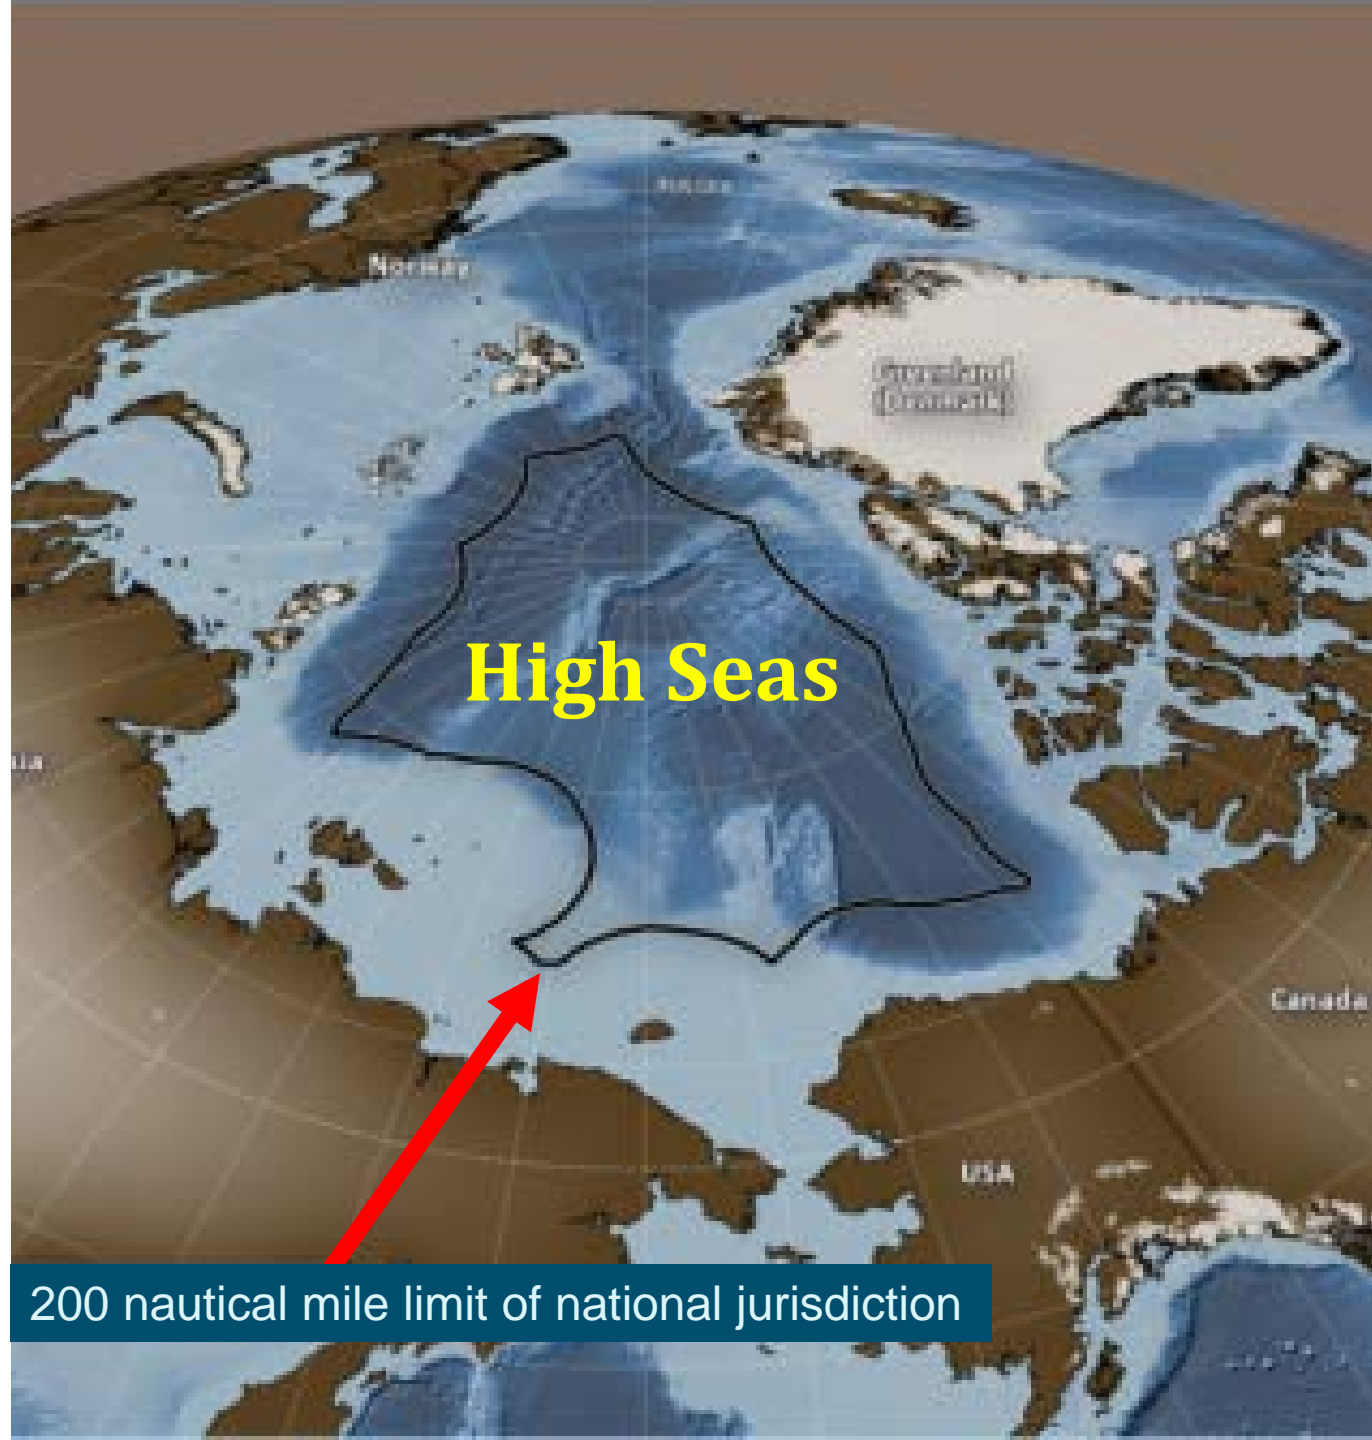 Norway
Greenland
(Denmark)
High Seas
Canada
USA
200 nautical mile limit of national jurisdiction